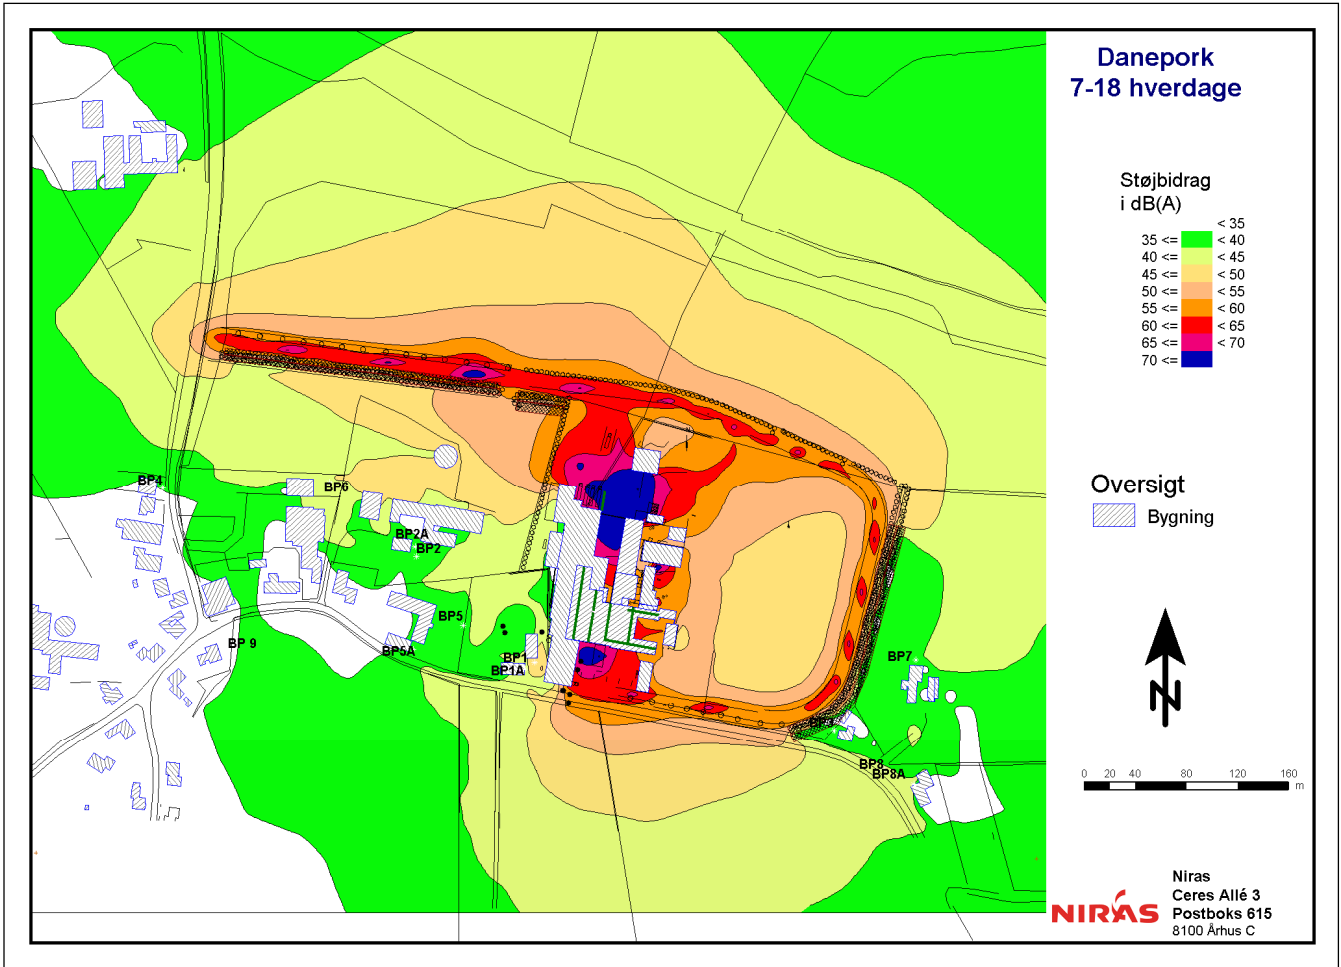 Danepork
7-18 hverdage
Støjbidrag
i dB(A)
< 35
35 <= < 40
40 <= < 45
45 <= < 50
50 <= < 55
55 <= < 60
60 <= < 65
65 <= < 70
70 <=
Oversigt
Bygning
BP4
BP6
BP2A
BP2
BP5
BP 9
BP5A
BP1
BP1A
BP7
BP3
BP8
BP8A
N
0 20 40 80 120 160
m
NIRAS
Niras
Ceres Allé 3
Postboks 615
8100 Århus C